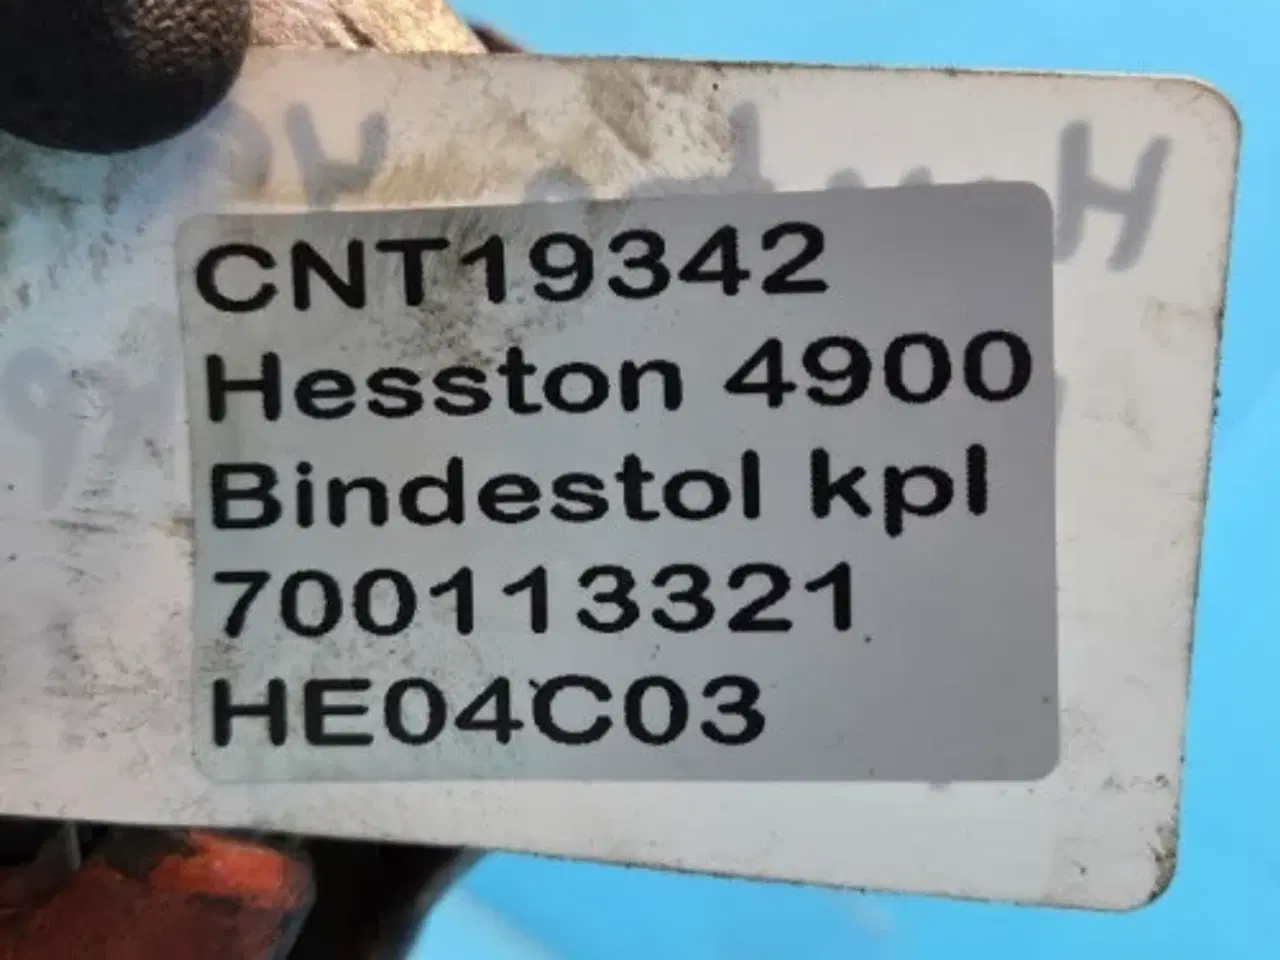 CNT19342
Hesston 4900
Bindestol kpl
700113321
HE04C03